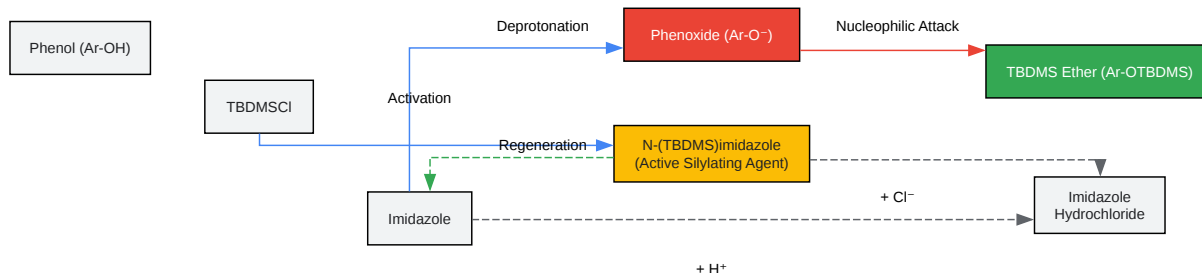 Deprotonation
Nucleophilic Attack
Phenol (Ar-OH)
Phenoxide (Ar-O⁻)
TBDMS Ether (Ar-OTBDMS)
TBDMSCl
Activation
Regeneration
N-(TBDMS)imidazole
(Active Silylating Agent)
Imidazole
+ Cl⁻
Imidazole
Hydrochloride
+ H⁺